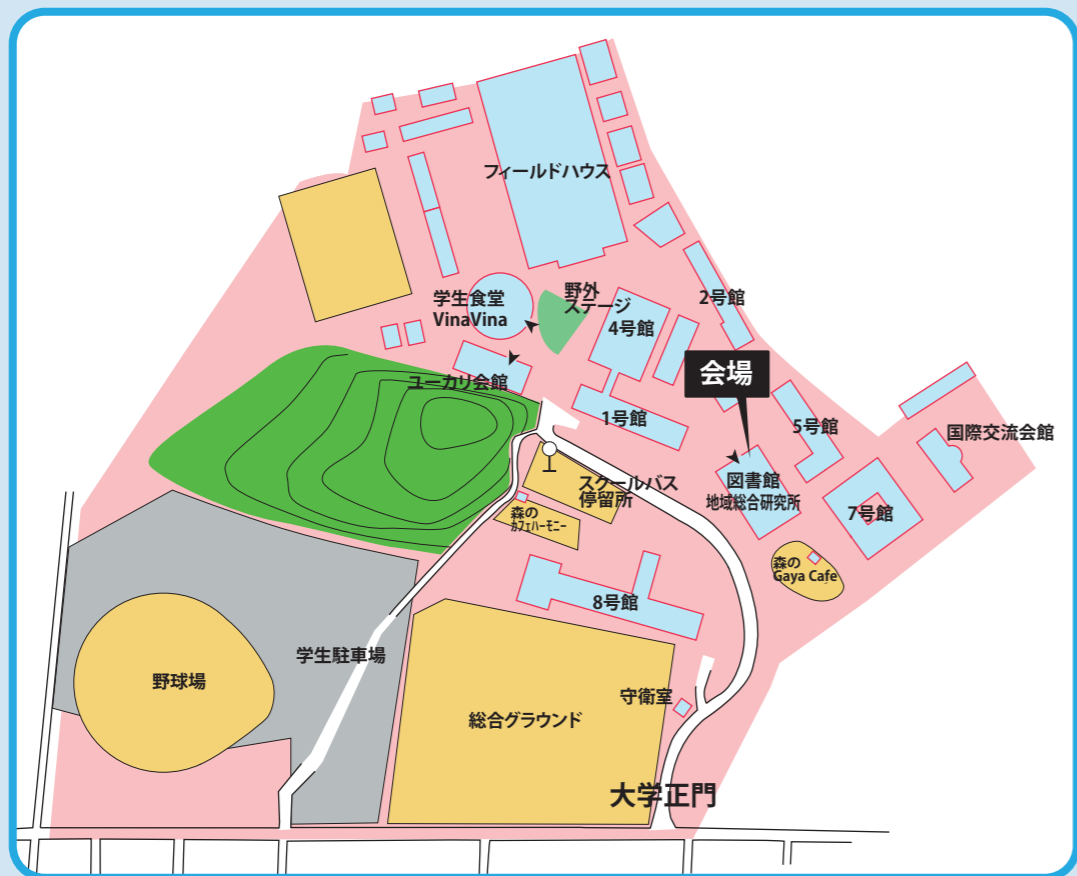 フィールドハウス
学生食堂
VinaVina
野外
ステージ
2号館
4号館
会場
ユーカリ会館
1号館
5号館
国際交流会館
スクールバス
停留所
図書館
地域総合研究所
森の
カフェハーモニー
7号館
森の
Gaya Cafe
8号館
学生駐車場
野球場
守衛室
総合グラウンド
大学正門